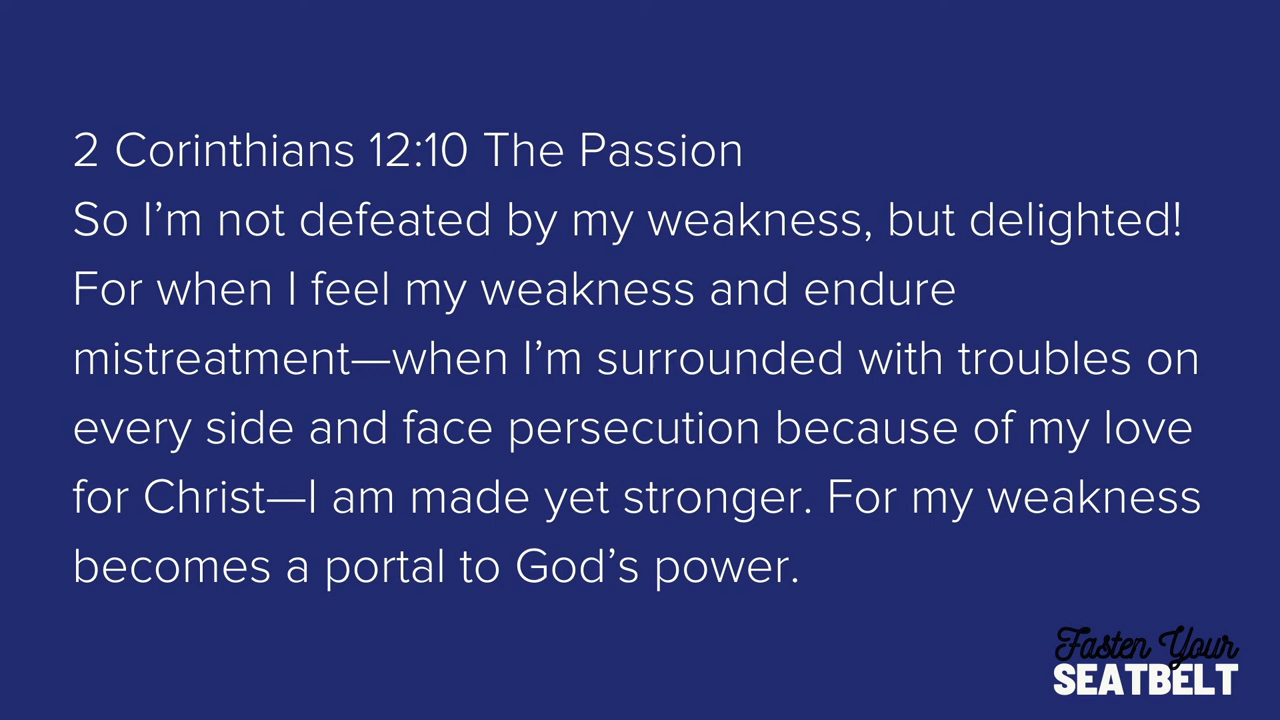 2 Corinthians 12:10 The Passion
So I’m not defeated by my weakness, but delighted!
For when I feel my weakness and endure
mistreatment—when I’m surrounded with troubles on
every side and face persecution because of my love
for Christ—I am made yet stronger. For my weakness
becomes a portal to God’s power.
Fasten Your
SEATBELT